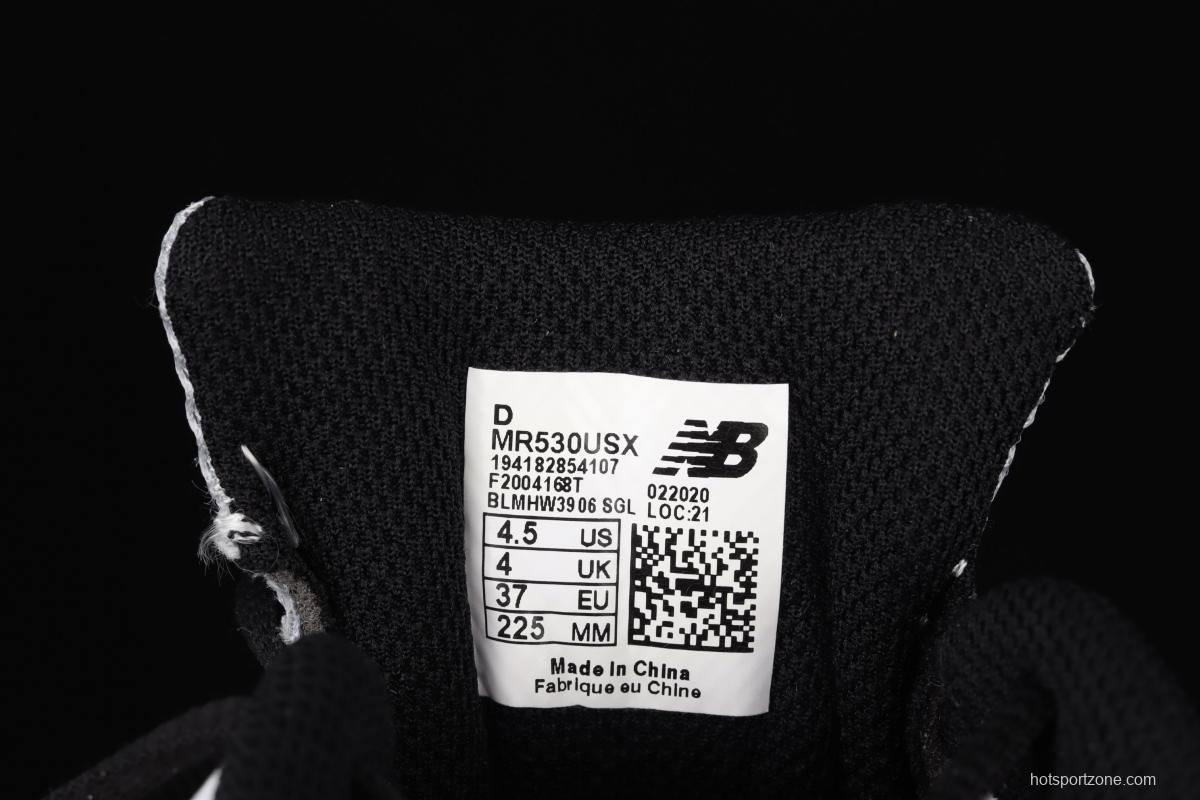 D
MR530USX
194182854107
F2004168T
BLMHW3906 SGL
NB
022020
LOC:21
4.5 US
4 UK
37 EU
225 MM
Made In China
Fabrique eu Chine
hotsportzone.com